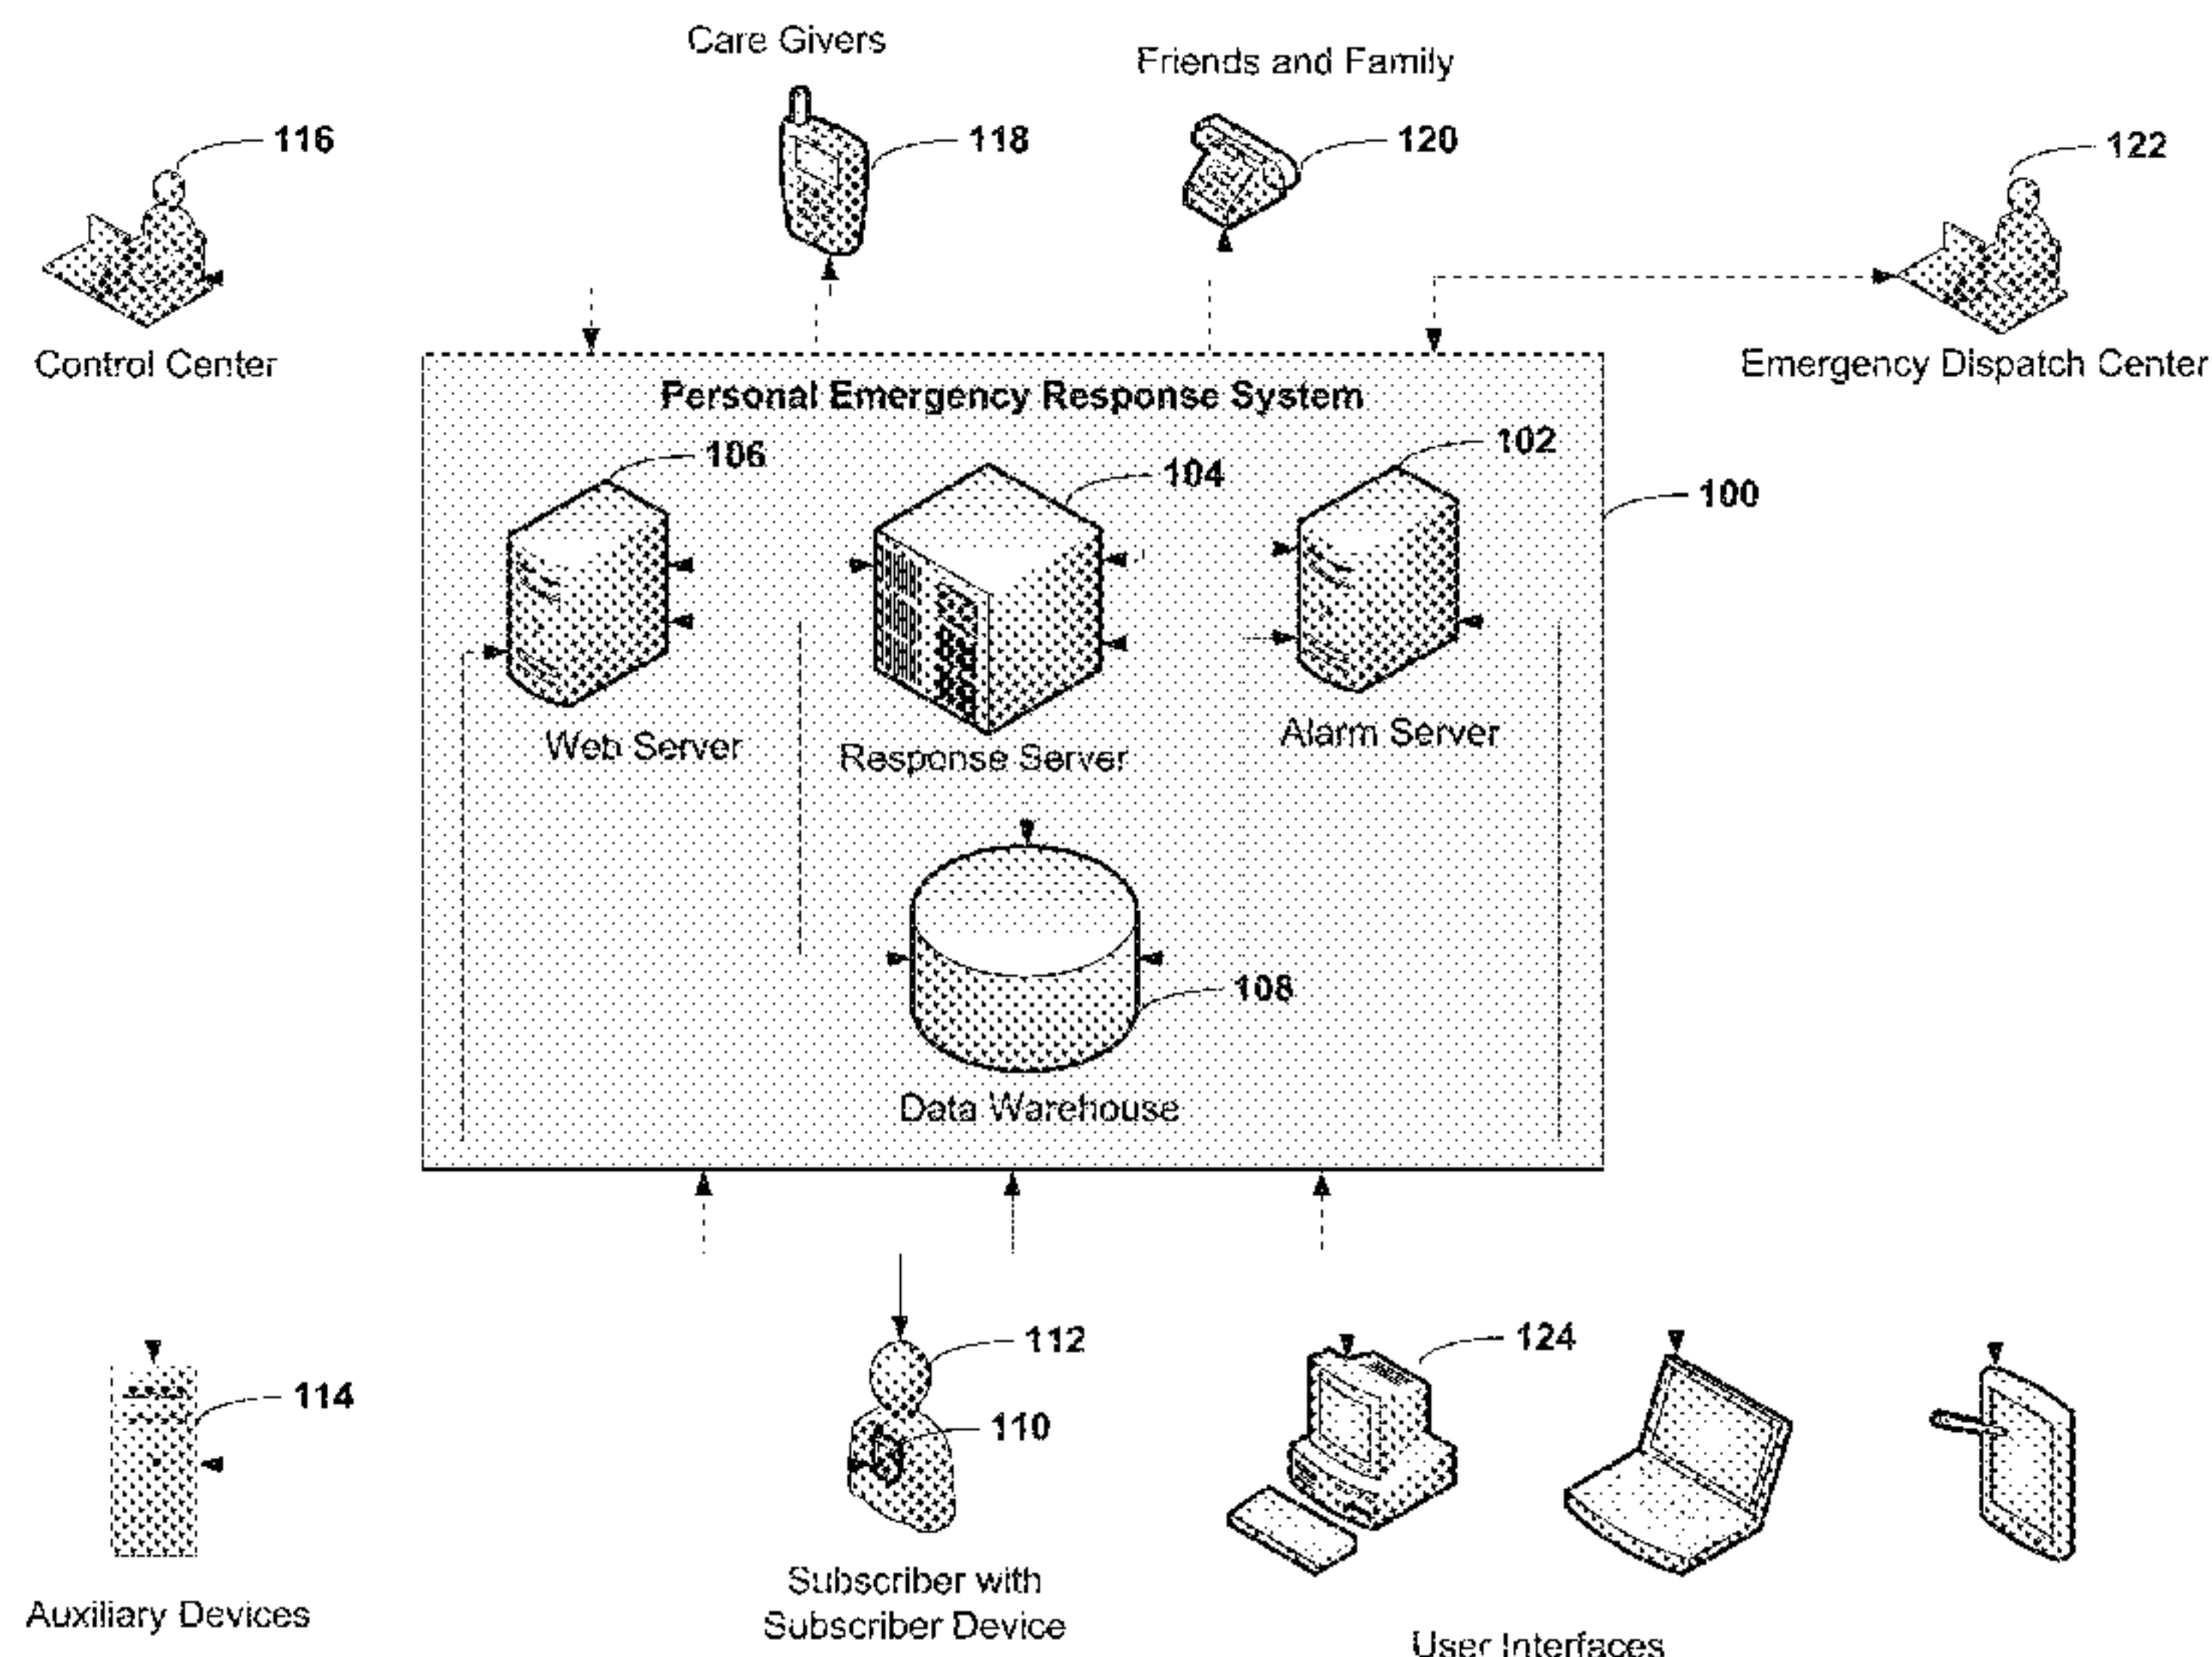 Care Givers
Friends and Family
116
118
120
122
Control Center
Emergency Dispatch Center
Personal Emergency Response System
106
104
102
100
Web Server
Response Server
Alarm Server
108
Data Warehouse
112
124
114
110
Auxiliary Devices
Subscriber with
Subscriber Device
User Interfaces